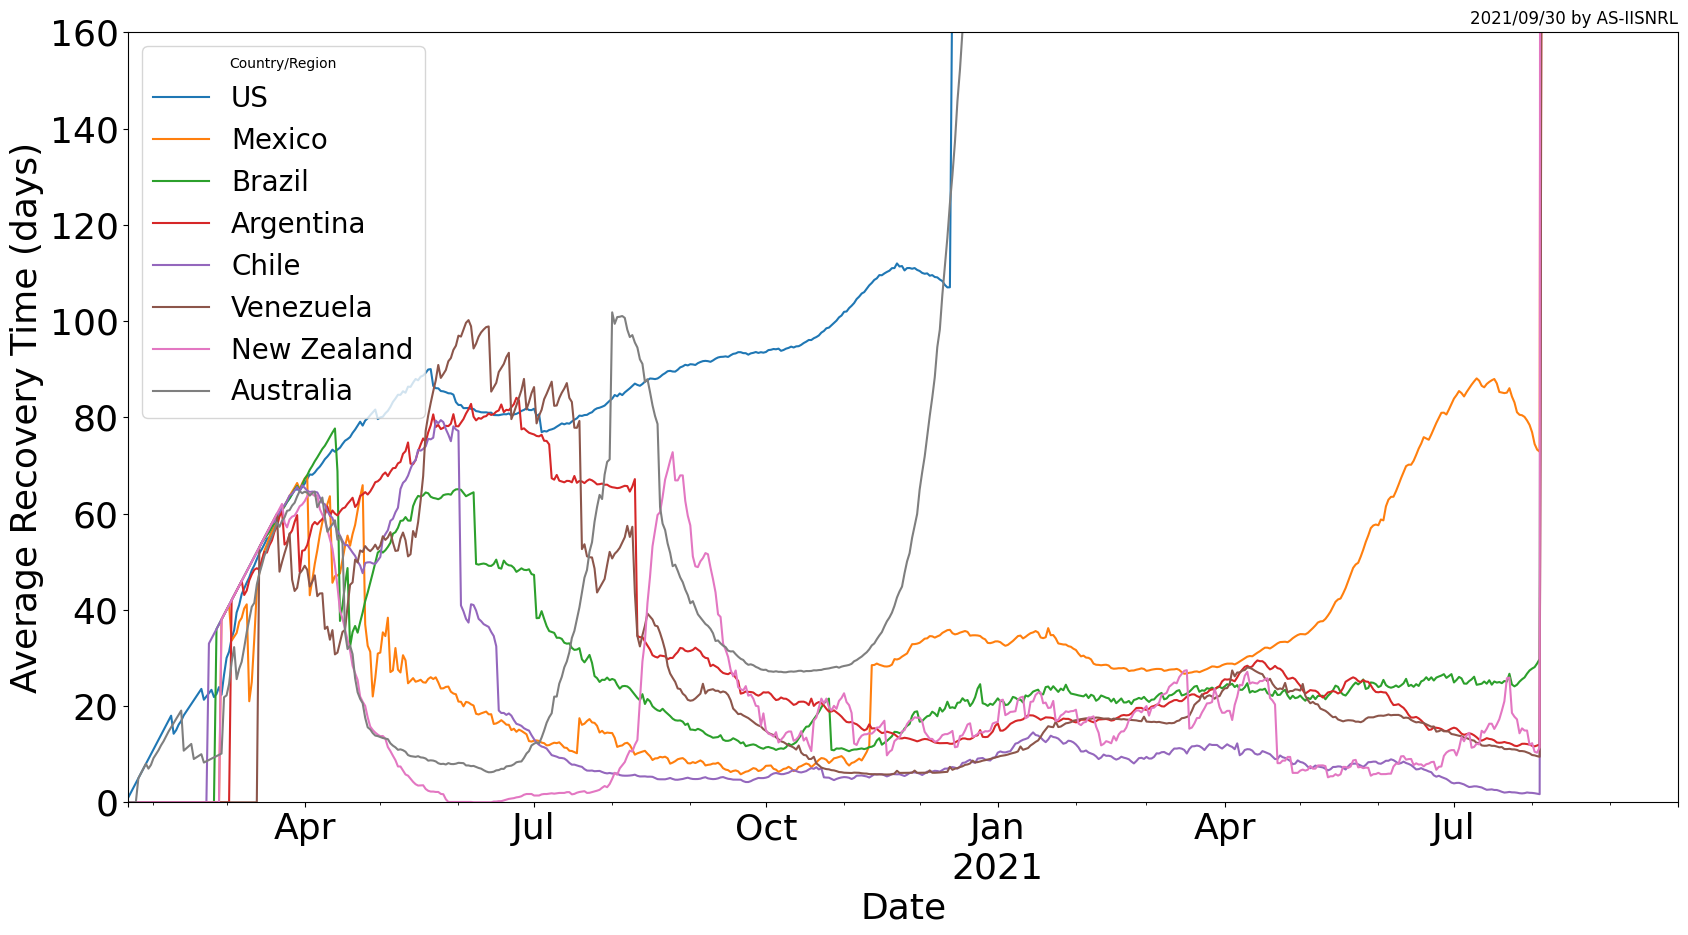 2021/09/30 by AS-IISNRL
160
140
120
100
80
60
40
20
0
Average Recovery Time (days)
Country/Region
US
Mexico
Brazil
Argentina
Chile
Venezuela
New Zealand
Australia
Apr Jul Oct Jan Apr Jul
2021
Date